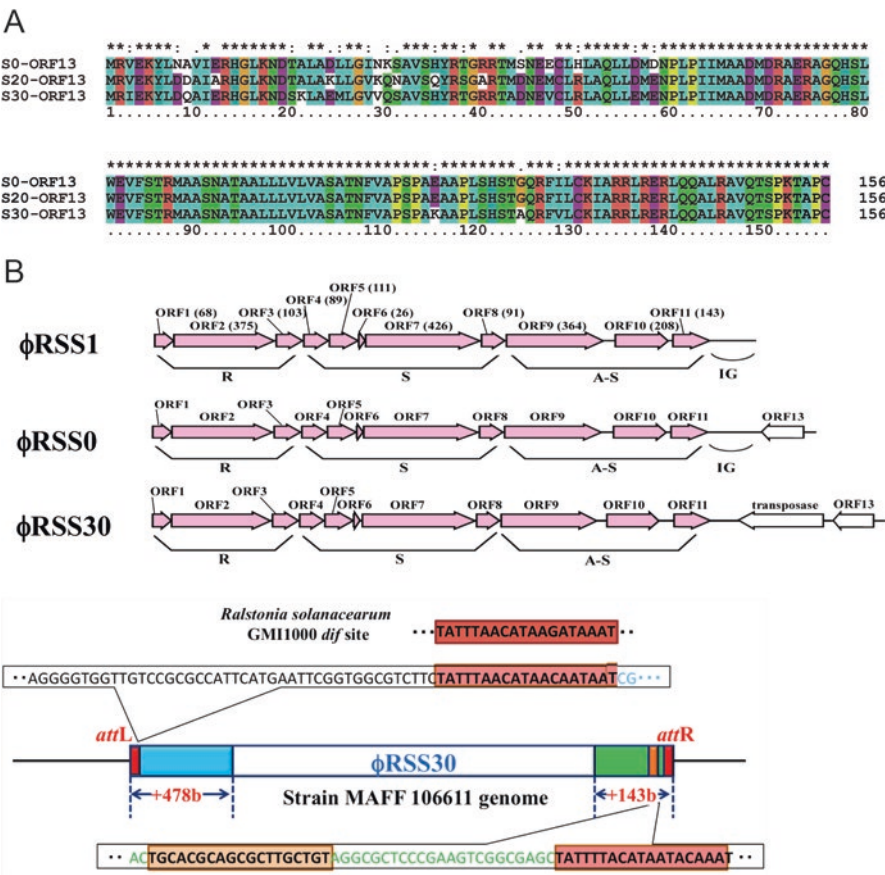 A
S0-ORF13 MRVEKYLNAVIERHGLKNDTALADLLGINKSAVSHYRTGRRTMSNEECLHLAQLLDMDNPLPIIMAADMDRAERAGQHSL
S20-ORF13 MRVEKYLDDAIARHGLKNDTALAKLLGVKQNAVSQYRSGARTMDNEMCLRLAQLLEMENPLPIIMAADMDRAERAGQHSL
S30-ORF13 MRIEKYLDQAIERHGLKNDSKLAEMLGVVQSAVSHYRTGRRTADNEVCLRLAQLLEMENPLPIIMAADMDRAERAGQHSL
1.......10........20........30........40........50........60........70........80
S0-ORF13 WEVFSTRMAASNATAALLLVLVASATNFVAPSPAEAAPLSHSTGQRFILCKIARRLRERLQQALRAVQTSPKTAPC 156
S20-ORF13 WEVFSTRMAASNATAALLLVLVASATNFVAPSPAEAAPLSHSTGQRFILCKIARRLRERLQQALRAVQTSPKTAPC 156
S30-ORF13 WEVFSTRMAASNATAALLLVLVASATNFVAPSPAKAAPLSHSTAQRFVLCKIARRLRERLQQALRAVQTSPKTAPC 156
........90.......100.......110.......120.......130.......140.......150......
B
ORF5 (111)
ORF4 (89)
ORF1 (68) ORF3 (103) ORF6 (26) ORF8 (91) ORF11 (143)
ORF2 (375) ORF7 (426) ORF9 (364) ORF10 (208)
ϕRSS1
R S A-S IG
ORF1 ORF3 ORF5
ORF2 ORF4 ORF6 ORF7 ORF8 ORF9 ORF10 ORF11 ORF13
ϕRSS0
R S A-S IG
ORF1 ORF3 ORF5
ORF2 ORF4 ORF6 ORF7 ORF8 ORF9 ORF10 ORF11 transposase ORF13
ϕRSS30
R S A-S
Ralstonia solanacearum
GMI1000 dif site
···TATTTAACATAAGATAAAT··
··AGGGGTGGTTGTCCGCGCCATTCATGAATTCGGTGGCGTCTTCTATTTAACATAACAATAATCG···
attL attR
ϕRSS30
+478b Strain MAFF 106611 genome +143b
·· ACTGCACGCAGCGCTTGCTGTAGGCGCTCCCGAAGTCGGCGAGCTATTTTACATAATACAAAT··